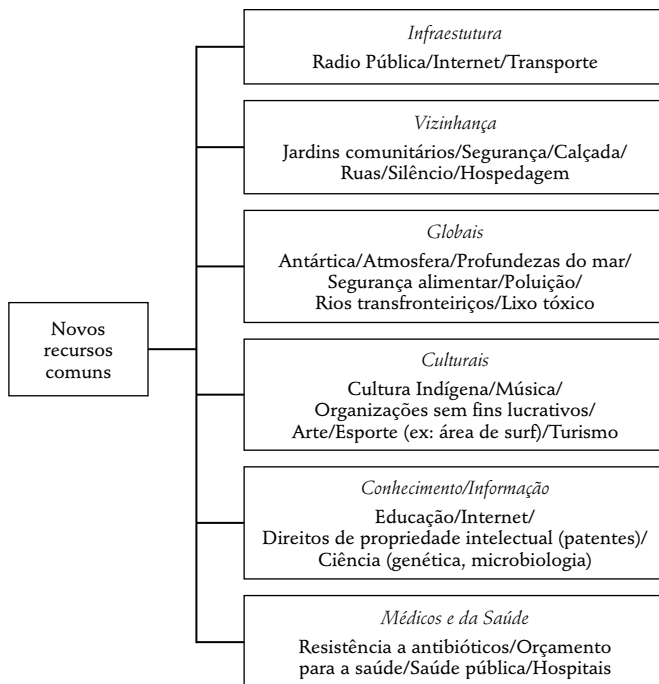 Infraestutura
Radio Pública/Internet/Transporte
Vizinhança
Jardins comunitários/Segurança/Calçada/
Ruas/Silêncio/Hospedagem
Globais
Antártica/Atmosfera/Profundezas do mar/
Segurança alimentar/Poluição/
Rios transfronteiriços/Lixo tóxico
Novos
recursos
comuns
Culturais
Cultura Indígena/Música/
Organizações sem fins lucrativos/
Arte/Esporte (ex: área de surf)/Turismo
Conhecimento/Informação
Educação/Internet/
Direitos de propriedade intelectual (patentes)/
Ciência (genética, microbiologia)
Médicos e da Saúde
Resistência a antibióticos/Orçamento
para a saúde/Saúde pública/Hospitais